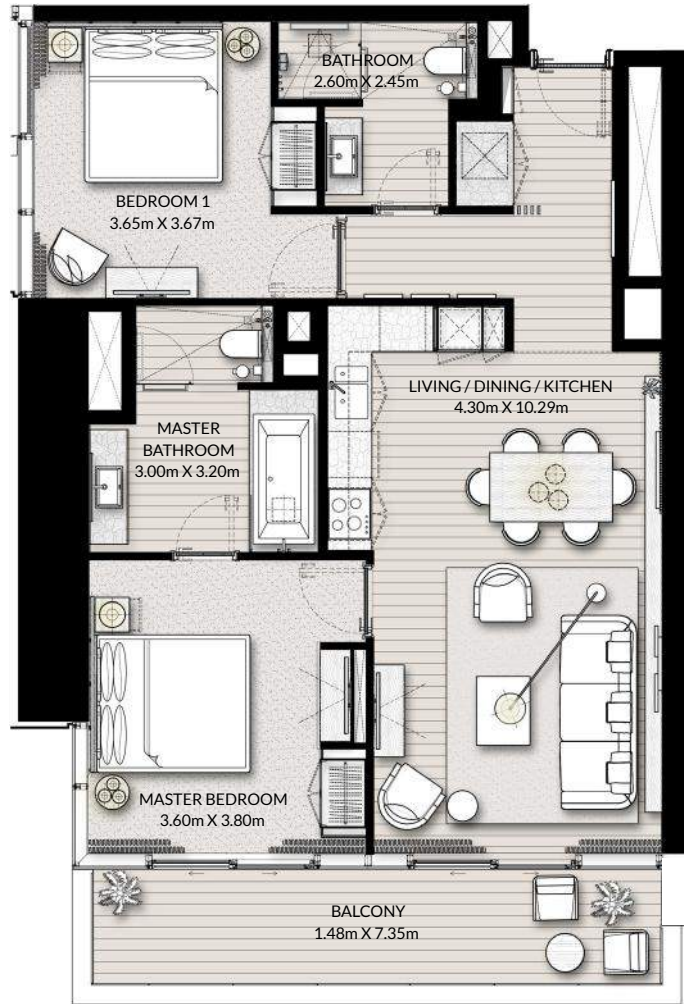 BATHROOM
2.60m X 2.45m
BEDROOM 1
3.65m X 3.67m
LIVING / DINING / KITCHEN
4.30m X 10.29m
MASTER
BATHROOM
3.00m X 3.20m
MASTER BEDROOM
3.60m X 3.80m
BALCONY
1.48m X 7.35m